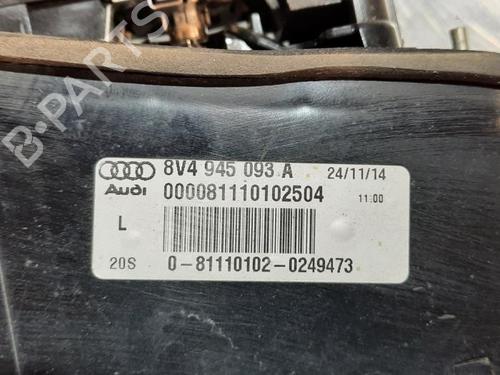 B-PARTS
8V4 945 093 A 24/11/14
Audi 000081110102504 11:00
L
20S 0-81110102-0249473